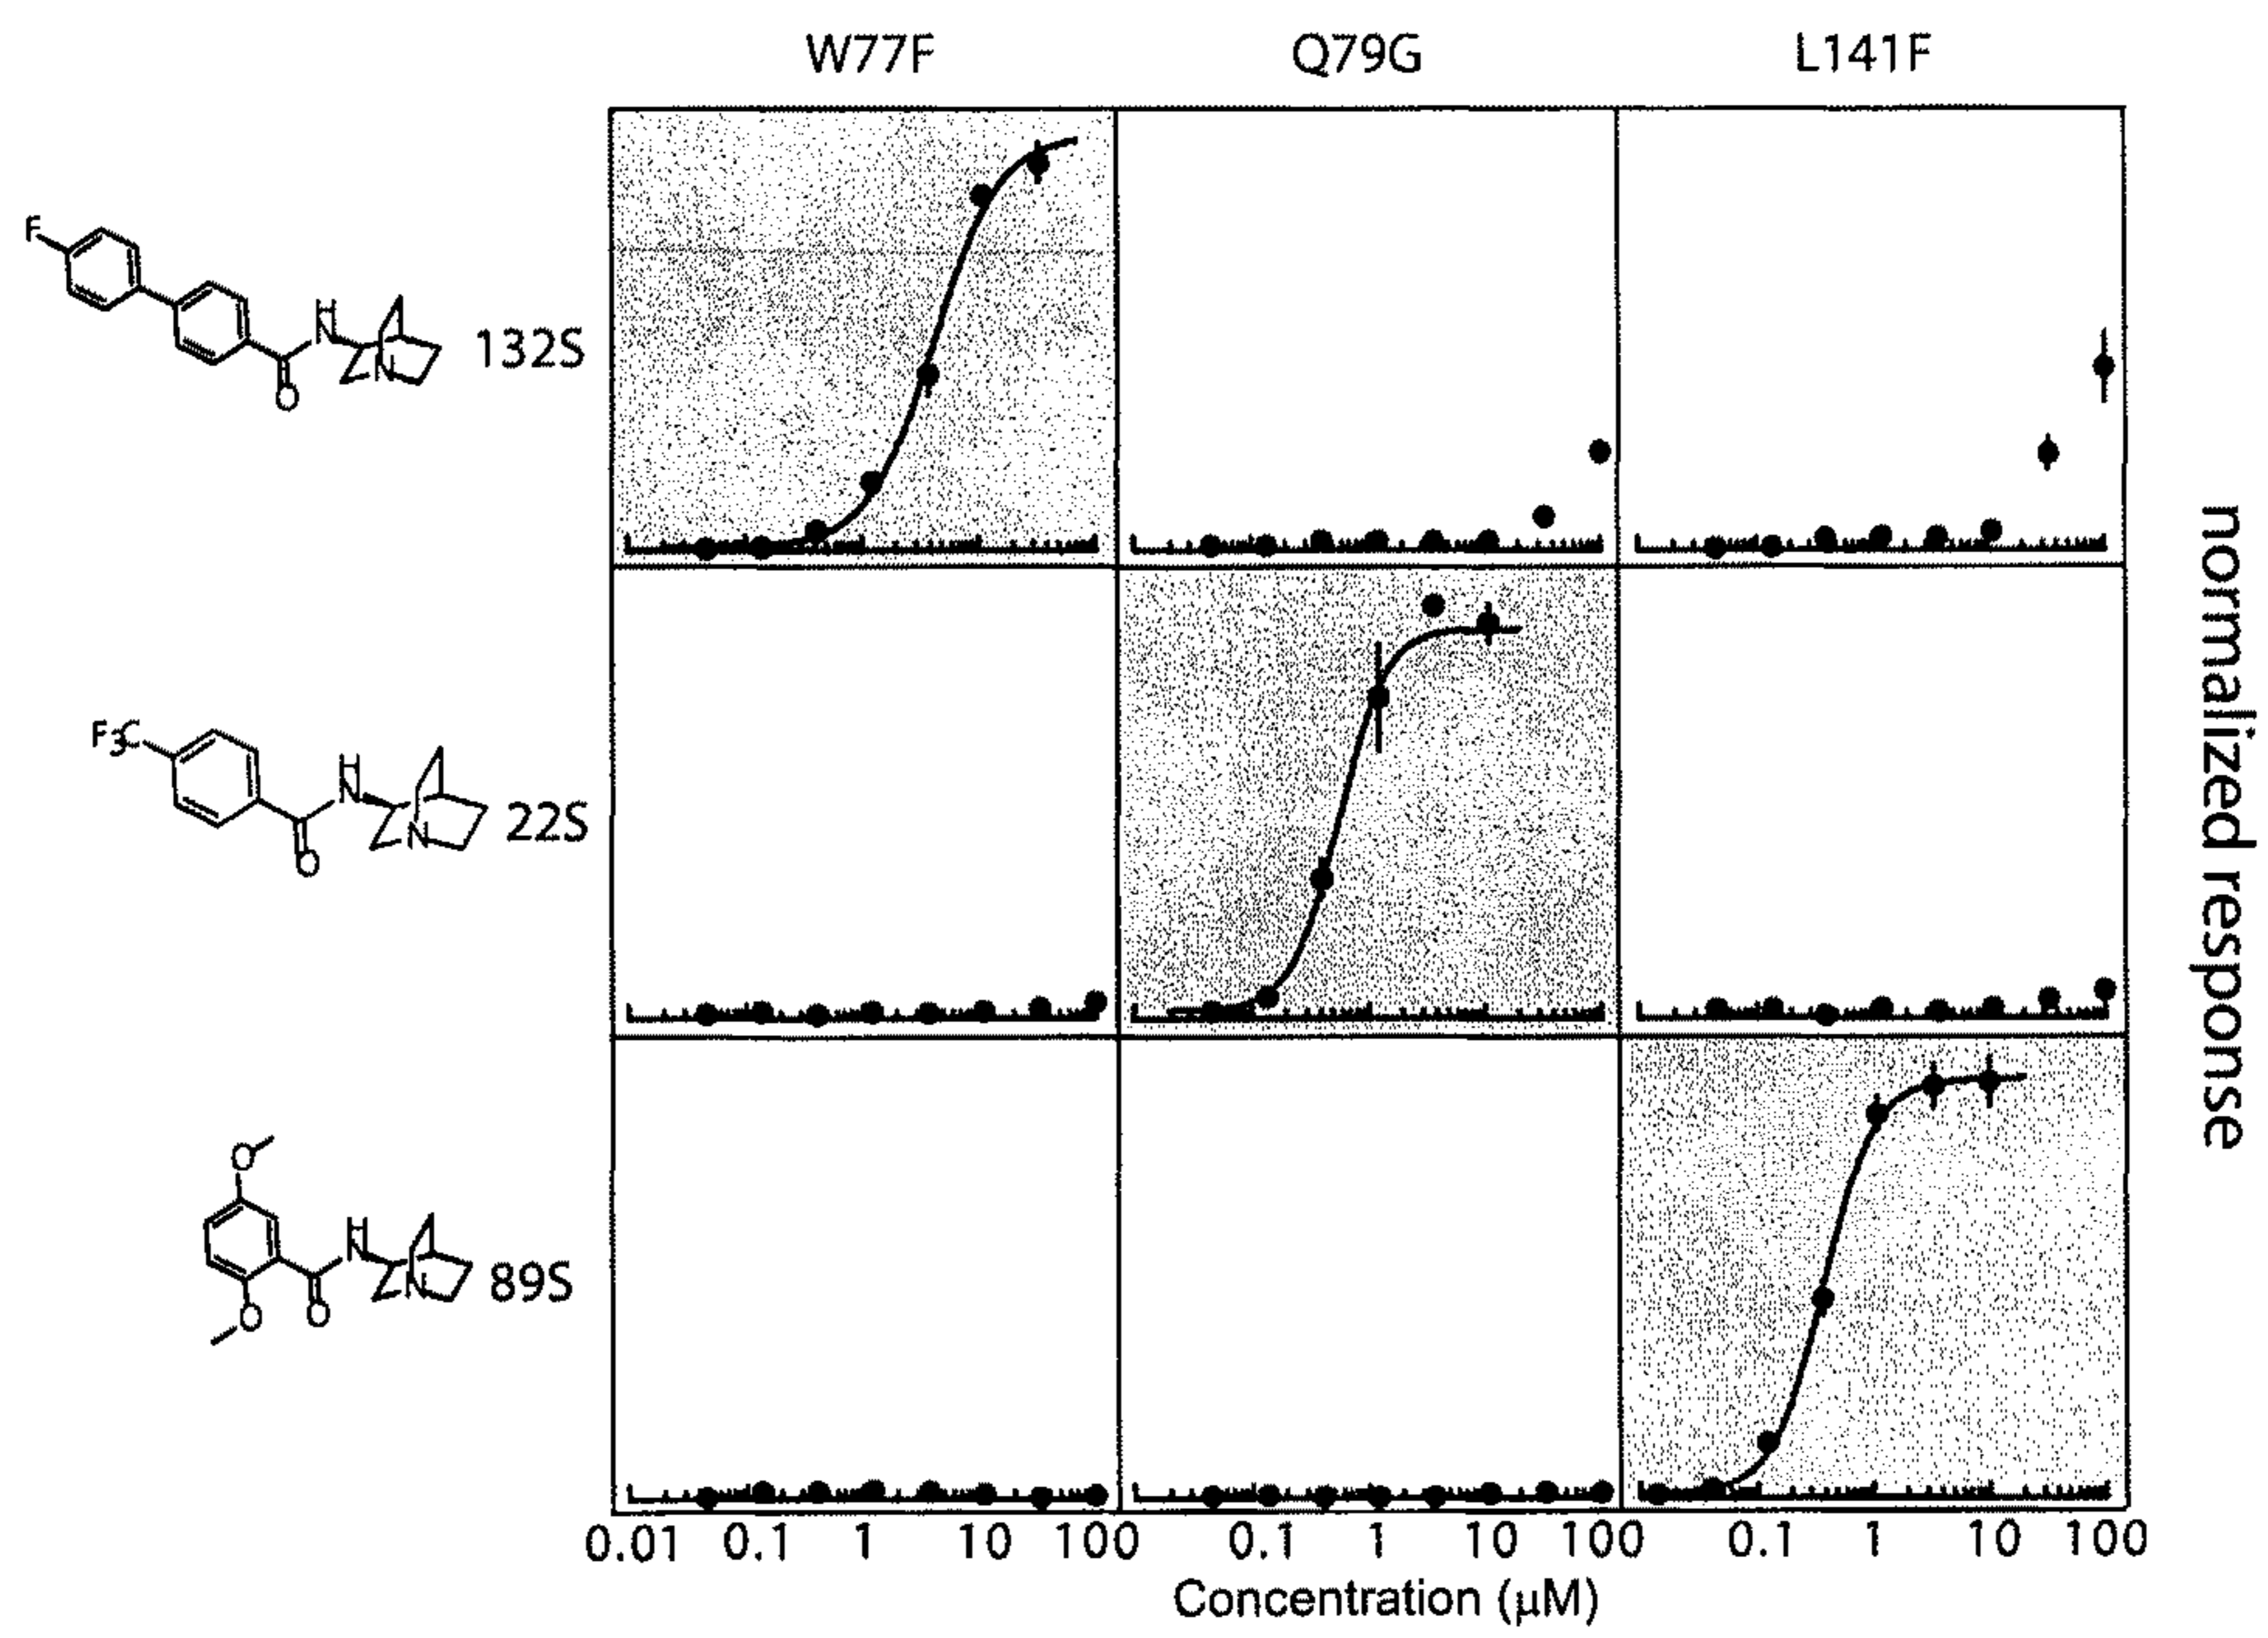 W77F Q79G L141F
F
H
N
N
O
132S
F3C
H
N
N
O
22S
O
H
N
N
O
O
89S
normalized response
0.01 0.1 1 10 100 0.1 1 10 100 0.1 1 10 100
Concentration (μM)